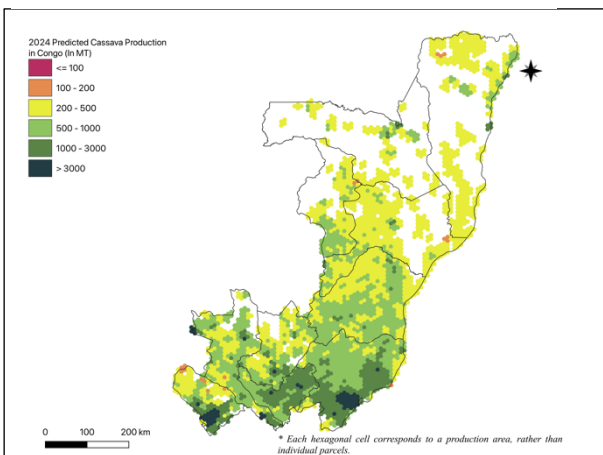 2024 Predicted Cassava Production
in Congo (In MT)
<= 100
100 - 200
200 - 500
500 - 1000
1000 - 3000
> 3000
0 100 200 km
* Each hexagonal cell corresponds to a production area, rather than
individual parcels.